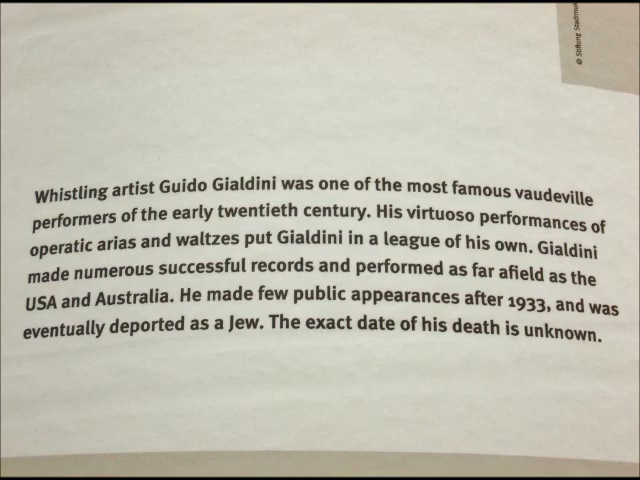 © Stiftung
Whistling artist Guido Gialdini was one of the most famous vaudeville
performers of the early twentieth century. His virtuoso performances of
operatic arias and waltzes put Gialdini in a league of his own. Gialdini
made numerous successful records and performed as far afield as the
USA and Australia. He made few public appearances after 1933, and was
eventually deported as a Jew. The exact date of his death is unknown.